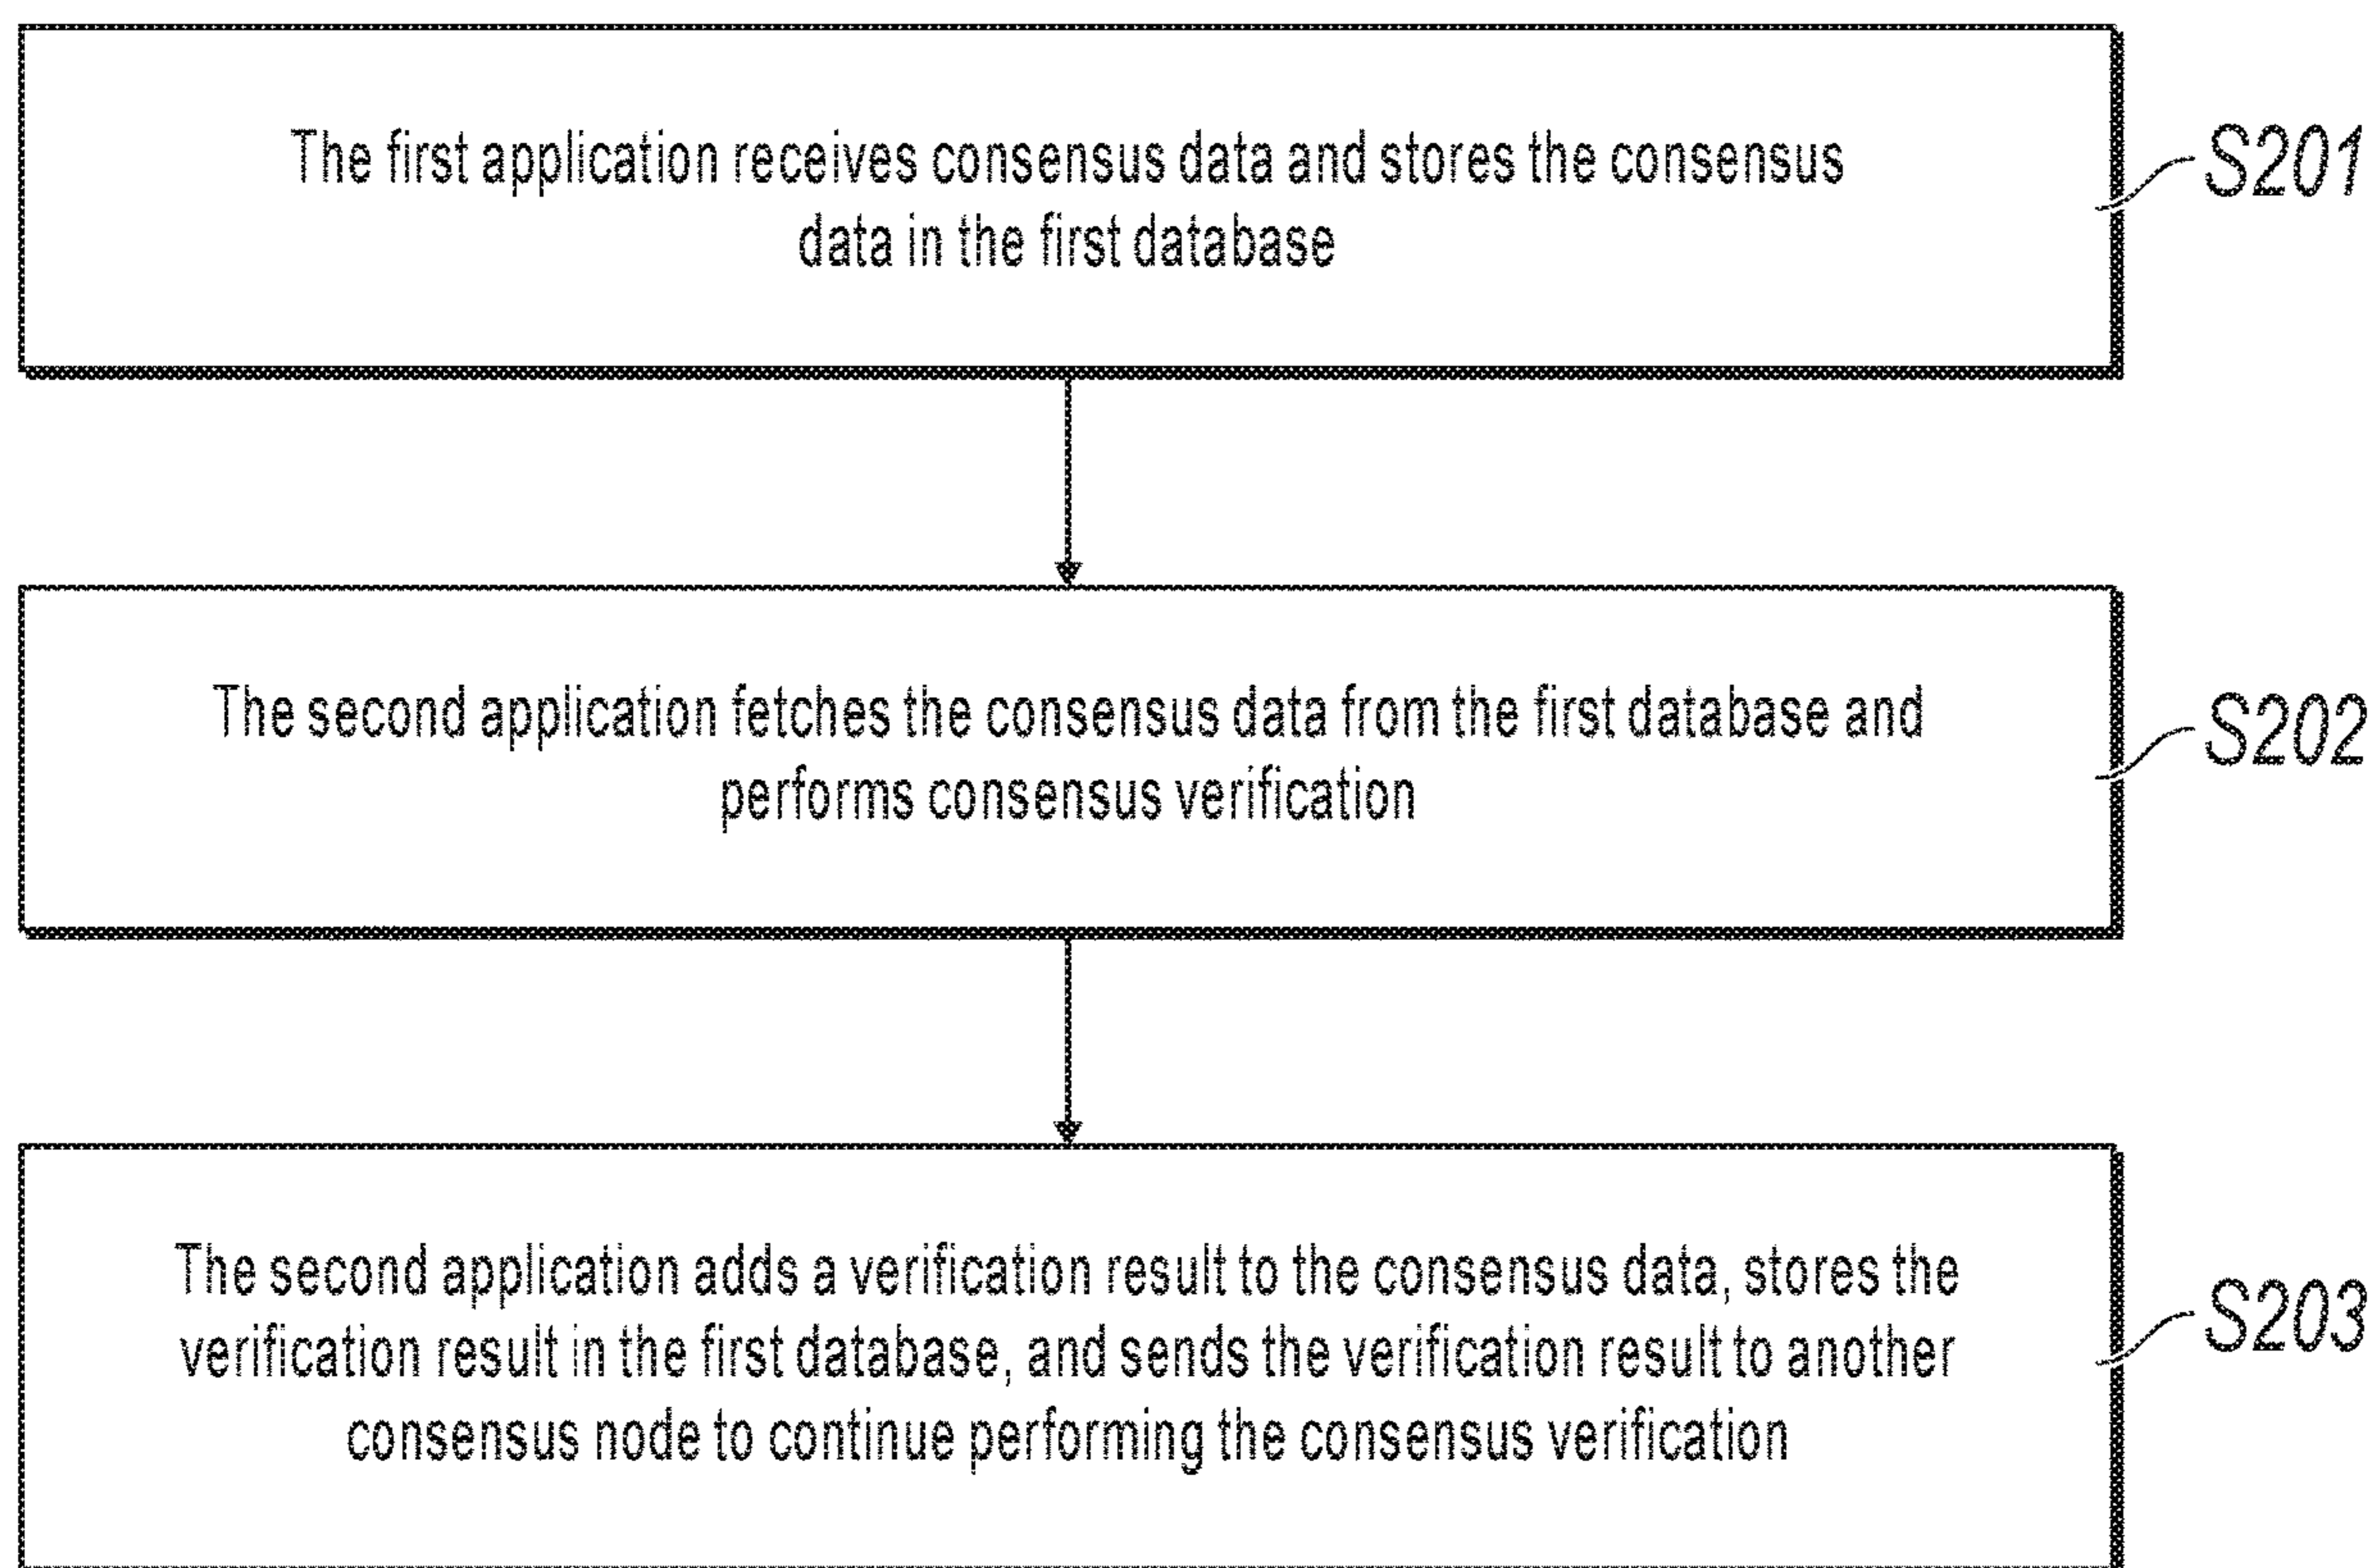 The first application receives consensus data and stores the consensus
data in the first database
S201
The second application fetches the consensus data from the first database and
performs consensus verification
S202
The second application adds a verification result to the consensus data, stores the
verification result in the first database, and sends the verification result to another
consensus node to continue performing the consensus verification
S203